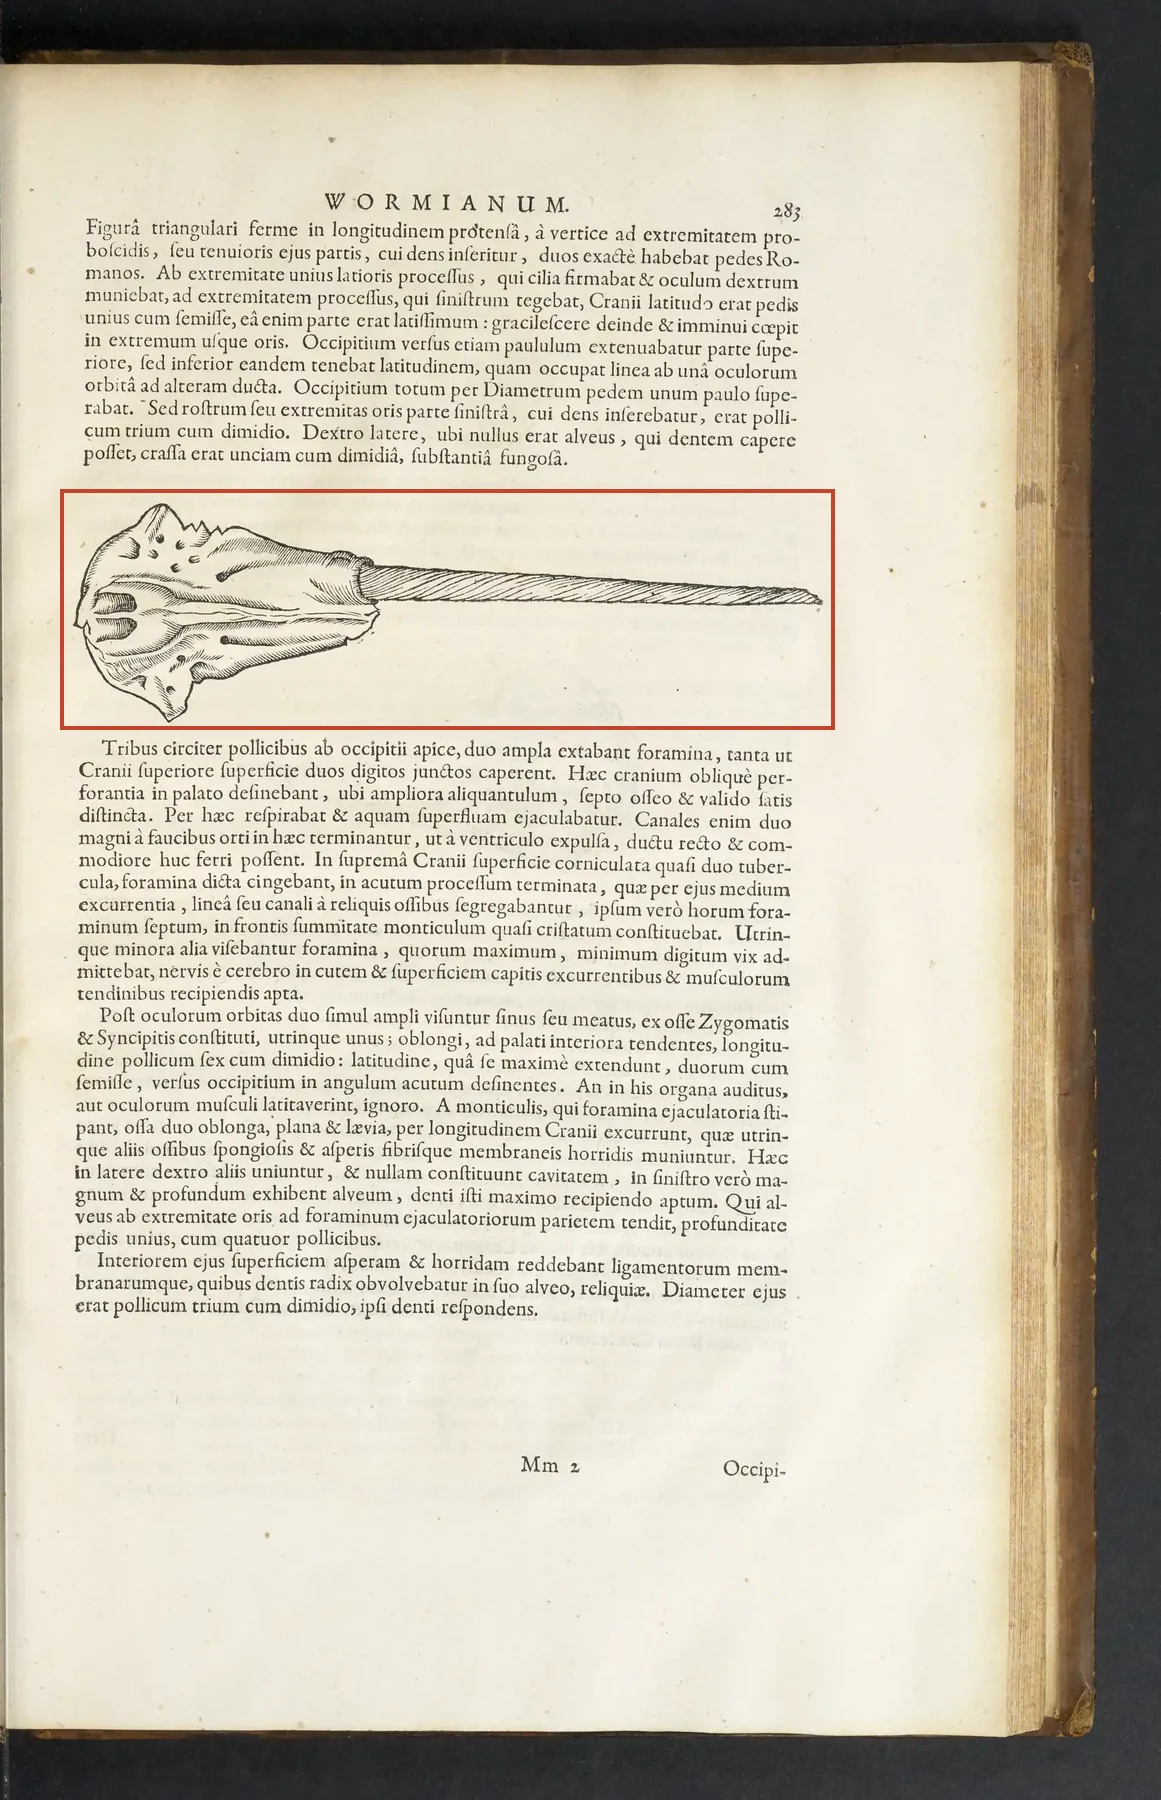 WORMIANUM.
283
Figurâ triangulari ferme in longitudinem prótenſâ, à vertice ad extremitatem pro-
boſcidis, ſeu tenuioris ejus partis, cui dens inſeritur, duos exactè habebat pedes Ro-
manos. Ab extremitate unius latioris proceſſus, qui cilia firmabat & oculum dextrum
muniebat, ad extremitatem proceſſus, qui ſiniſtrum tegebat, Cranii latitudo erat pedis
unius cum ſemiſſe, eâ enim parte erat latiſſimum: gracileſcere deinde & imminui cœpit
in extremum uſque oris. Occipitium verſus etiam paululum extenuabatur parte ſupe-
riore, ſed inferior eandem tenebat latitudinem, quam occupat linea ab unâ oculorum
orbitâ ad alteram ducta. Occipitium totum per Diametrum pedem unum paulo ſupe-
rabat. Sed roſtrum ſeu extremitas oris parte ſiniſtrâ, cui dens inſerebatur, erat polli-
cum trium cum dimidio. Dextro latere, ubi nullus erat alveus, qui dentem capere
poſſet, craſſa erat unciam cum dimidiâ, ſubſtantiâ fungoſâ.
Tribus circiter pollicibus ab occipitii apice, duo ampla extabant foramina, tanta ut
Cranii ſuperiore ſuperficie duos digitos junctos caperent. Hæc cranium obliquè per-
forantia in palato deſinebant, ubi ampliora aliquantulum, ſepto oſſeo & valido ſatis
diſtincta. Per hæc reſpirabat & aquam ſuperfluam ejaculabatur. Canales enim duo
magni à faucibus orti in hæc terminantur, ut à ventriculo expulſa, ductu recto & com-
modiore huc ferri poſſent. In ſupremâ Cranii ſuperficie corniculata quaſi duo tuber-
cula, foramina dicta cingebant, in acutum proceſſum terminata, quæ per ejus medium
excurrentia, lineâ ſeu canali à reliquis oſſibus ſegregabantur, ipſum verò horum fora-
minum ſeptum, in frontis ſummitate monticulum quaſi criſtatum conſtituebat. Utrin-
que minora alia viſebantur foramina, quorum maximum, minimum digitum vix ad-
mittebat, nervis è cerebro in cutem & ſuperficiem capitis excurrentibus & muſculorum
tendinibus recipiendis apta.
Poſt oculorum orbitas duo ſimul ampli viſuntur ſinus ſeu meatus, ex oſſe Zygomatis
& Syncipitis conſtituti, utrinque unus; oblongi, ad palati interiora tendentes, longitu-
dine pollicum ſex cum dimidio: latitudine, quâ ſe maximè extendunt, duorum cum
ſemiſſe, verſus occipitium in angulum acutum deſinentes. An in his organa auditus,
aut oculorum muſculi latitaverint, ignoro. A monticulis, qui foramina ejaculatoria ſti-
pant, oſſa duo oblonga, plana & lævia, per longitudinem Cranii excurrunt, quæ utrin-
que aliis oſſibus ſpongioſis & aſperis fibriſque membraneis horridis muniuntur. Hæc
in latere dextro aliis uniuntur, & nullam conſtituunt cavitatem, in ſiniſtro verò ma-
gnum & profundum exhibent alveum, denti iſti maximo recipiendo aptum. Qui al-
veus ab extremitate oris ad foraminum ejaculatoriorum parietem tendit, profunditate
pedis unius, cum quatuor pollicibus.
Interiorem ejus ſuperficiem aſperam & horridam reddebant ligamentorum mem-
branarumque, quibus dentis radix obvolvebatur in ſuo alveo, reliquiæ. Diameter ejus
erat pollicum trium cum dimidio, ipſi denti reſpondens.
Mm 2
Occipi-